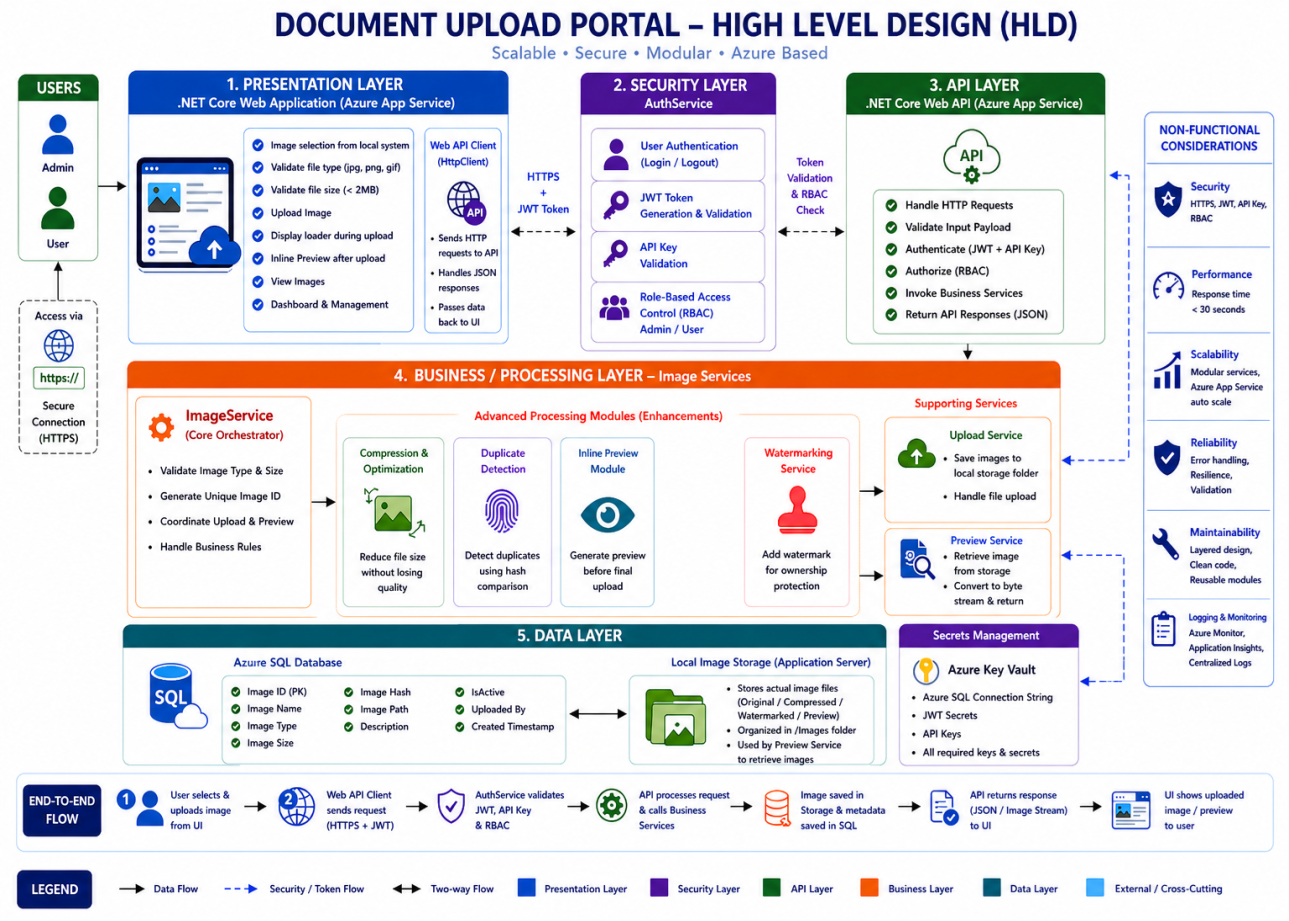 DOCUMENT UPLOAD PORTAL – HIGH LEVEL DESIGN (HLD)
Scalable • Secure • Modular • Azure Based
USERS
Admin
User
Access via
https://
Secure
Connection
(HTTPS)
1. PRESENTATION LAYER
.NET Core Web Application (Azure App Service)
Image selection from local system
Validate file type (jpg, png, gif)
Validate file size (< 2MB)
Upload Image
Display loader during upload
Inline Preview after upload
View Images
Dashboard & Management
Web API Client
(HttpClient)
API
• Sends HTTP
requests to API
• Handles JSON
responses
• Passes data
back to UI
HTTPS
+
JWT Token
2. SECURITY LAYER
AuthService
User Authentication
(Login / Logout)
JWT Token
Generation & Validation
API Key
Validation
Role-Based Access
Control (RBAC)
Admin / User
Token
Validation
& RBAC
Check
3. API LAYER
.NET Core Web API (Azure App Service)
API
Handle HTTP Requests
Validate Input Payload
Authenticate (JWT + API Key)
Authorize (RBAC)
Invoke Business Services
Return API Responses (JSON)
NON-FUNCTIONAL
CONSIDERATIONS
Security
HTTPS, JWT, API Key,
RBAC
Performance
Response time
< 30 seconds
Scalability
Modular services,
Azure App Service
auto scale
Reliability
Error handling,
Resilience,
Validation
Maintainability
Layered design,
Clean code,
Reusable modules
Logging & Monitoring
Azure Monitor,
Application Insights,
Centralized Logs
4. BUSINESS / PROCESSING LAYER – Image Services
ImageService
(Core Orchestrator)
• Validate Image Type & Size
• Generate Unique Image ID
• Coordinate Upload & Preview
• Handle Business Rules
Advanced Processing Modules (Enhancements)
Compression &
Optimization
Reduce file size
without losing
quality
Duplicate
Detection
Detect duplicates
using hash
comparison
Inline Preview
Module
Generate preview
before final
upload
Watermarking
Service
Add watermark
for ownership
protection
Supporting Services
Upload Service
• Save images to
local storage folder
• Handle file upload
Preview Service
• Retrieve image
from storage
• Convert to byte
stream & return
5. DATA LAYER
Azure SQL Database
SQL
Image ID (PK)
Image Name
Image Type
Image Size
Image Hash
Image Path
Description
IsActive
Uploaded By
Created Timestamp
Local Image Storage (Application Server)
• Stores actual image files
(Original / Compressed /
Watermarked / Preview)
• Organized in /Images folder
• Used by Preview Service
to retrieve images
Secrets Management
Azure Key Vault
• Azure SQL Connection String
• JWT Secrets
• API Keys
• All required keys & secrets
END-TO-END
FLOW
1
User selects &
uploads image
from UI
2
Web API Client
sends request
(HTTPS + JWT)
AuthService validates
JWT, API Key
& RBAC
API processes request
& calls Business
Services
Image saved in
Storage & metadata
saved in SQL
API returns response
(JSON / Image Stream)
to UI
UI shows uploaded
image / preview
to user
LEGEND
Data Flow
Security / Token Flow
Two-way Flow
Presentation Layer
Security Layer
API Layer
Business Layer
Data Layer
External / Cross-Cutting